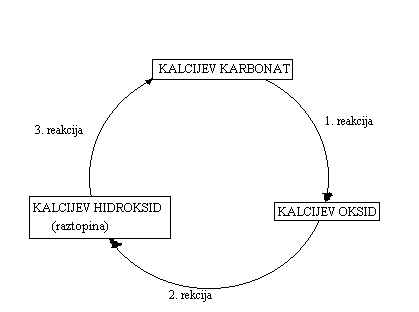 KALCIJEV KARBONAT
1. reakcija
3. reakcija
KALCIJEV HIDROKSID
(raztopina)
KALCIJEV OKSID
2. rekcija